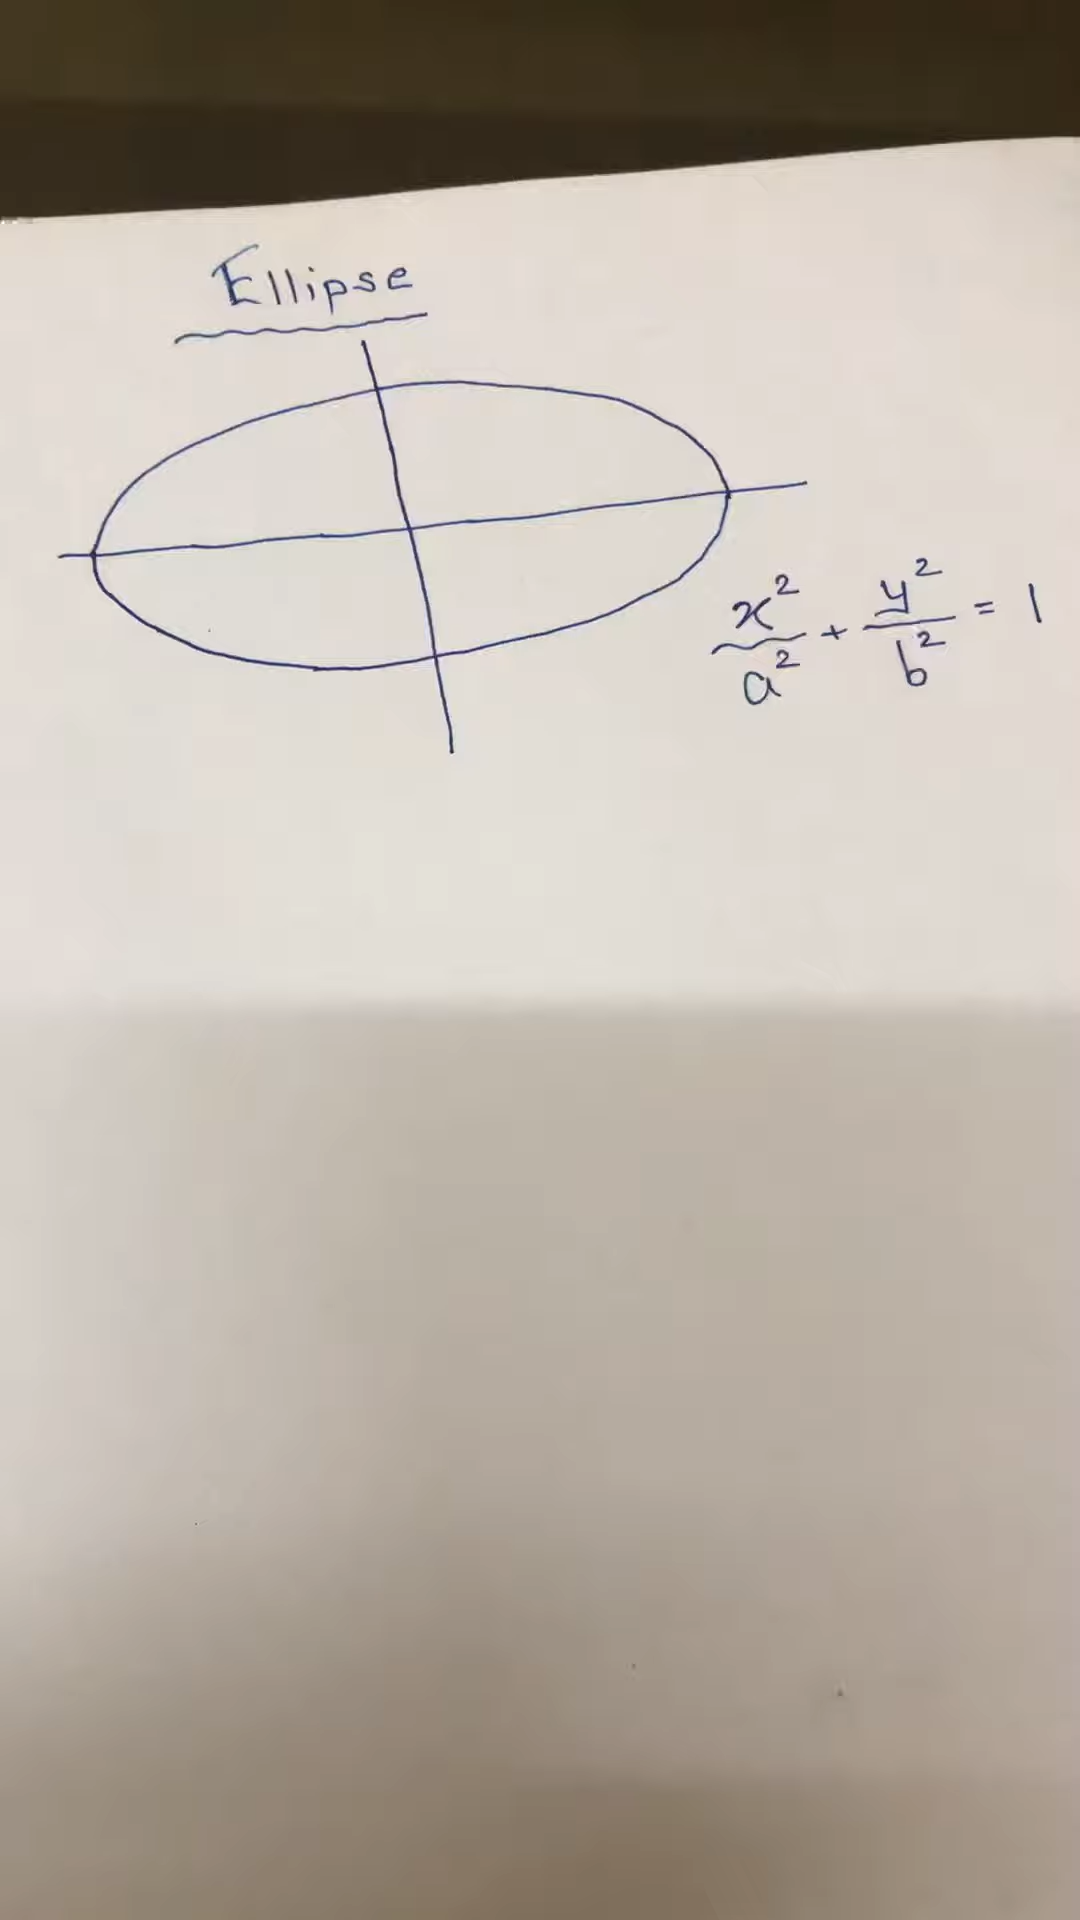 Ellipse
x²/a² + y²/b² = 1